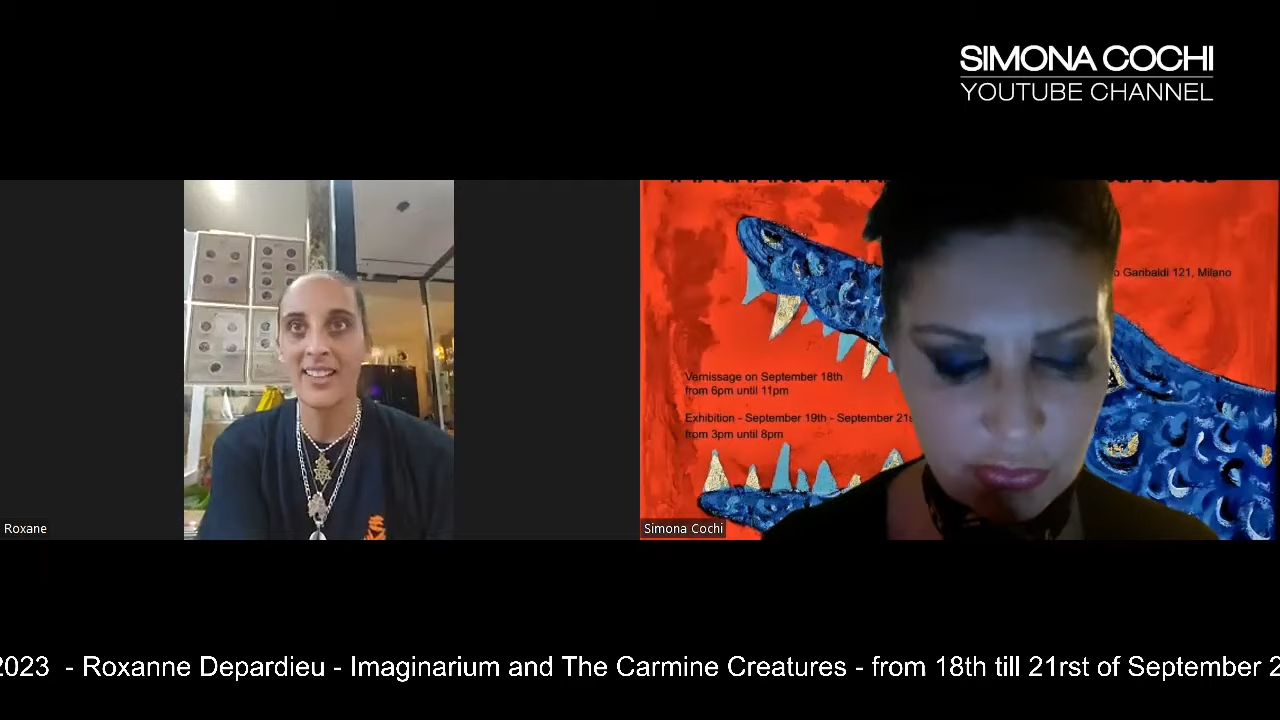 SIMONA COCHI
YOUTUBE CHANNEL
Garibaldi 121, Milano
Vernissage on September 18th
from 6pm until 11pm
Exhibition - September 19th - September
from 3pm until 8pm
Roxane
Simona Cochi
2023 - Roxanne Depardieu - Imaginarium and The Carmine Creatures - from 18th till 21rst of September 2